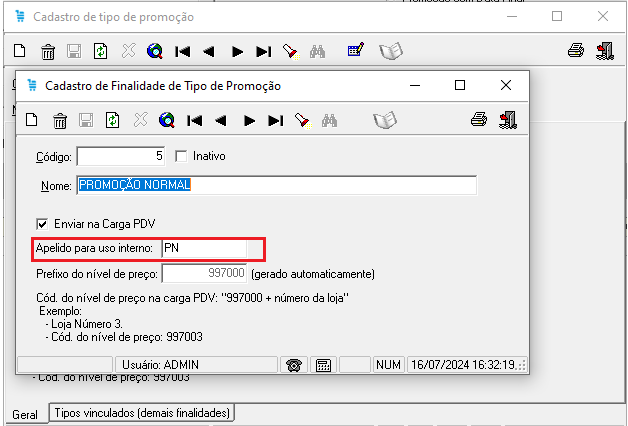 Cadastro de tipo de promoção
Cadastro de Finalidade de Tipo de Promoção
Código: 5 Inativo
Nome: PROMOÇÃO NORMAL
Enviar na Carga PDV
Apelido para uso interno: PN
Prefixo do nível de preço: 997000 (gerado automaticamente)
Cód. do nível de preço na carga PDV: "997000 + número da loja"
Exemplo:
- Loja Número 3.
- Cód. do nível de preço: 997003
Usuário: ADMIN NUM 16/07/2024 16:32:19
- Cód. do nível de preço: 997003
Geral Tipos vinculados (demais finalidades)